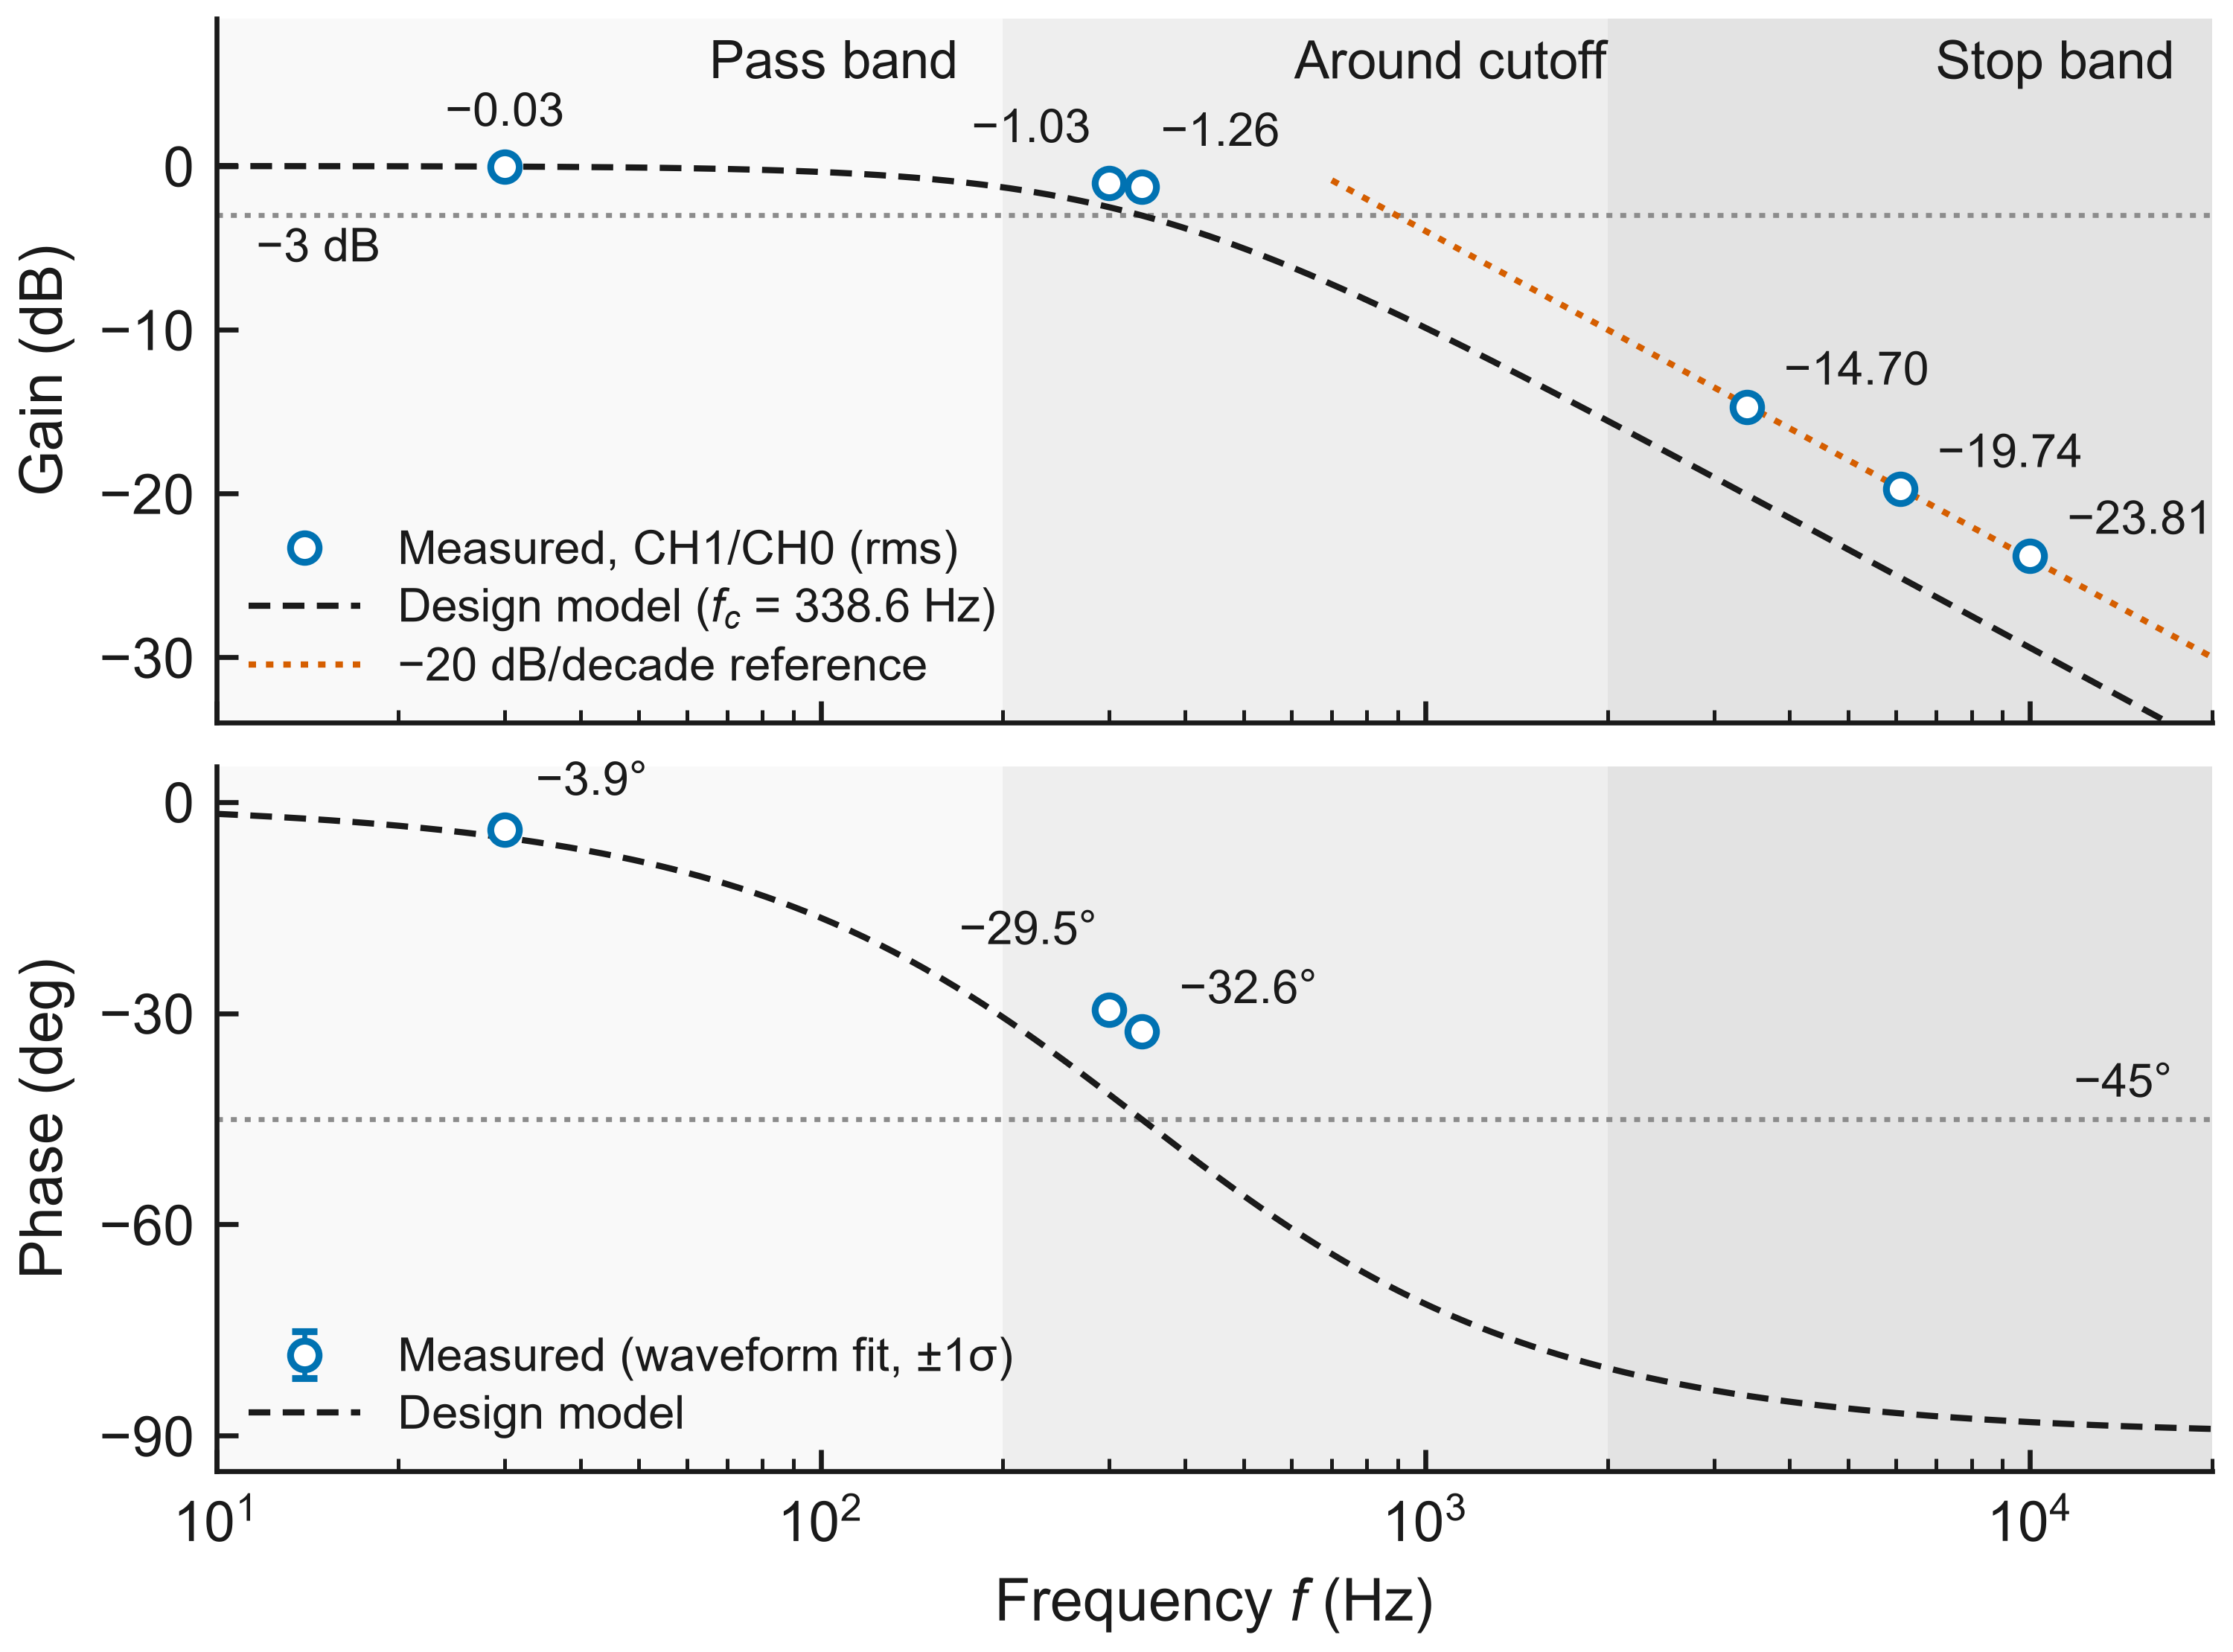 Pass band
Around cutoff
Stop band
−0.03
−1.03
−1.26
0
−3 dB
−10
−14.70
−19.74
−20
−23.81
Measured, CH1/CH0 (rms)
Design model (fc = 338.6 Hz)
−30
−20 dB/decade reference
Gain (dB)
−3.9°
0
−29.5°
−32.6°
−30
−45°
−60
Measured (waveform fit, ±1σ)
Design model
−90
Phase (deg)
10¹
10²
10³
10⁴
Frequency f (Hz)